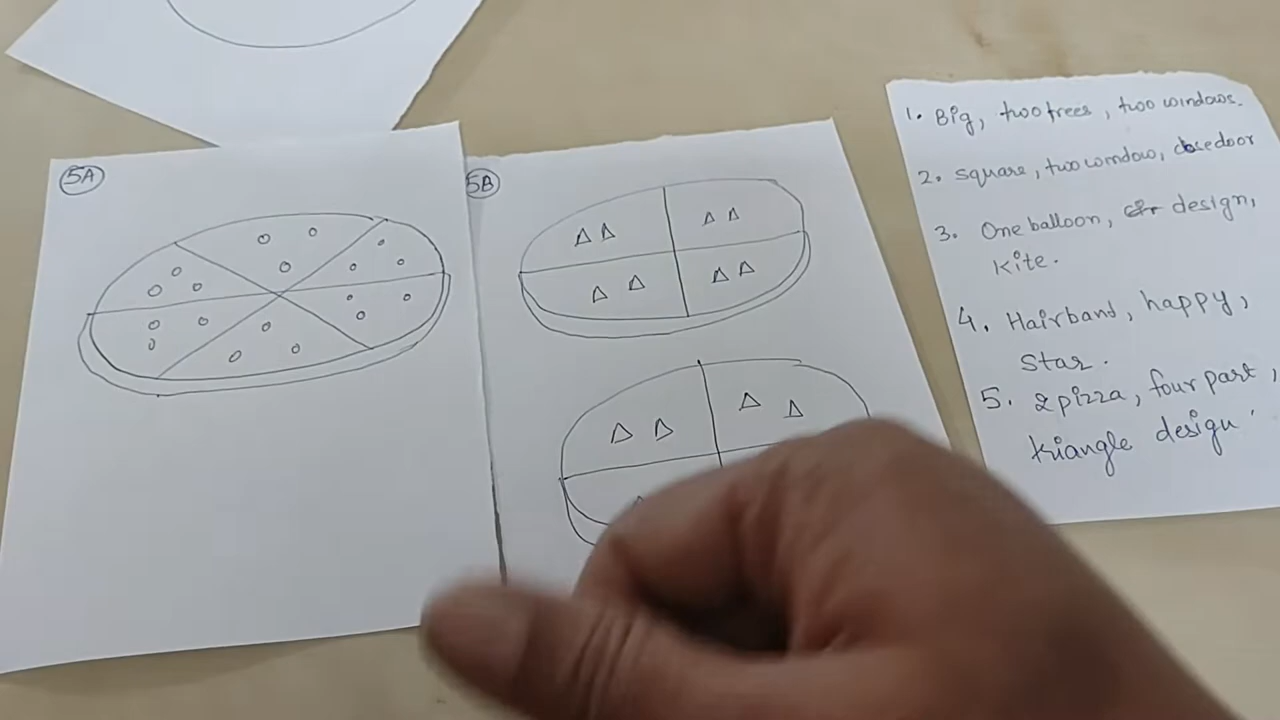 5A
5B
1. Big, two trees, two windows.
2. square, two window, close door
3. One balloon, design,
kite.
4. Hairband, happy,
star.
5. 2 pizza, four part,
triangle design